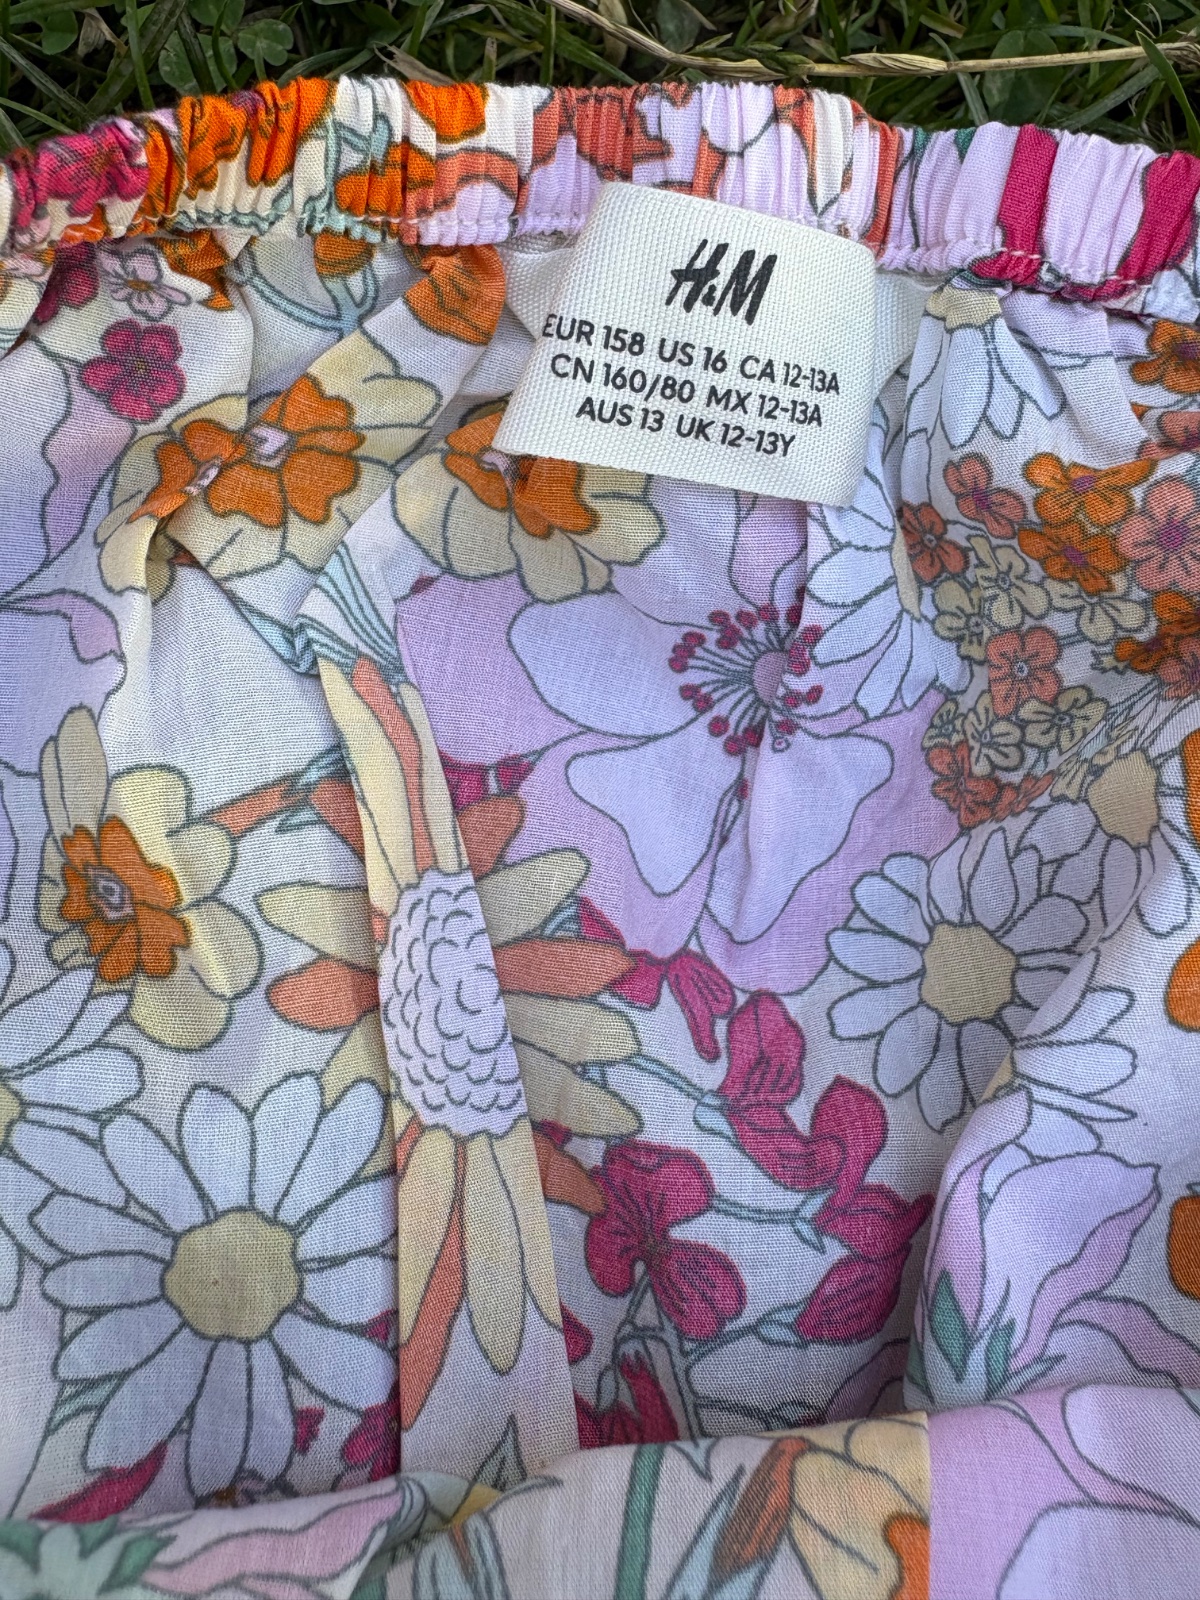 H&M
EUR 158 US 16 CA 12-13A
CN 160/80 MX 12-13A
AUS 13 UK 12-13Y